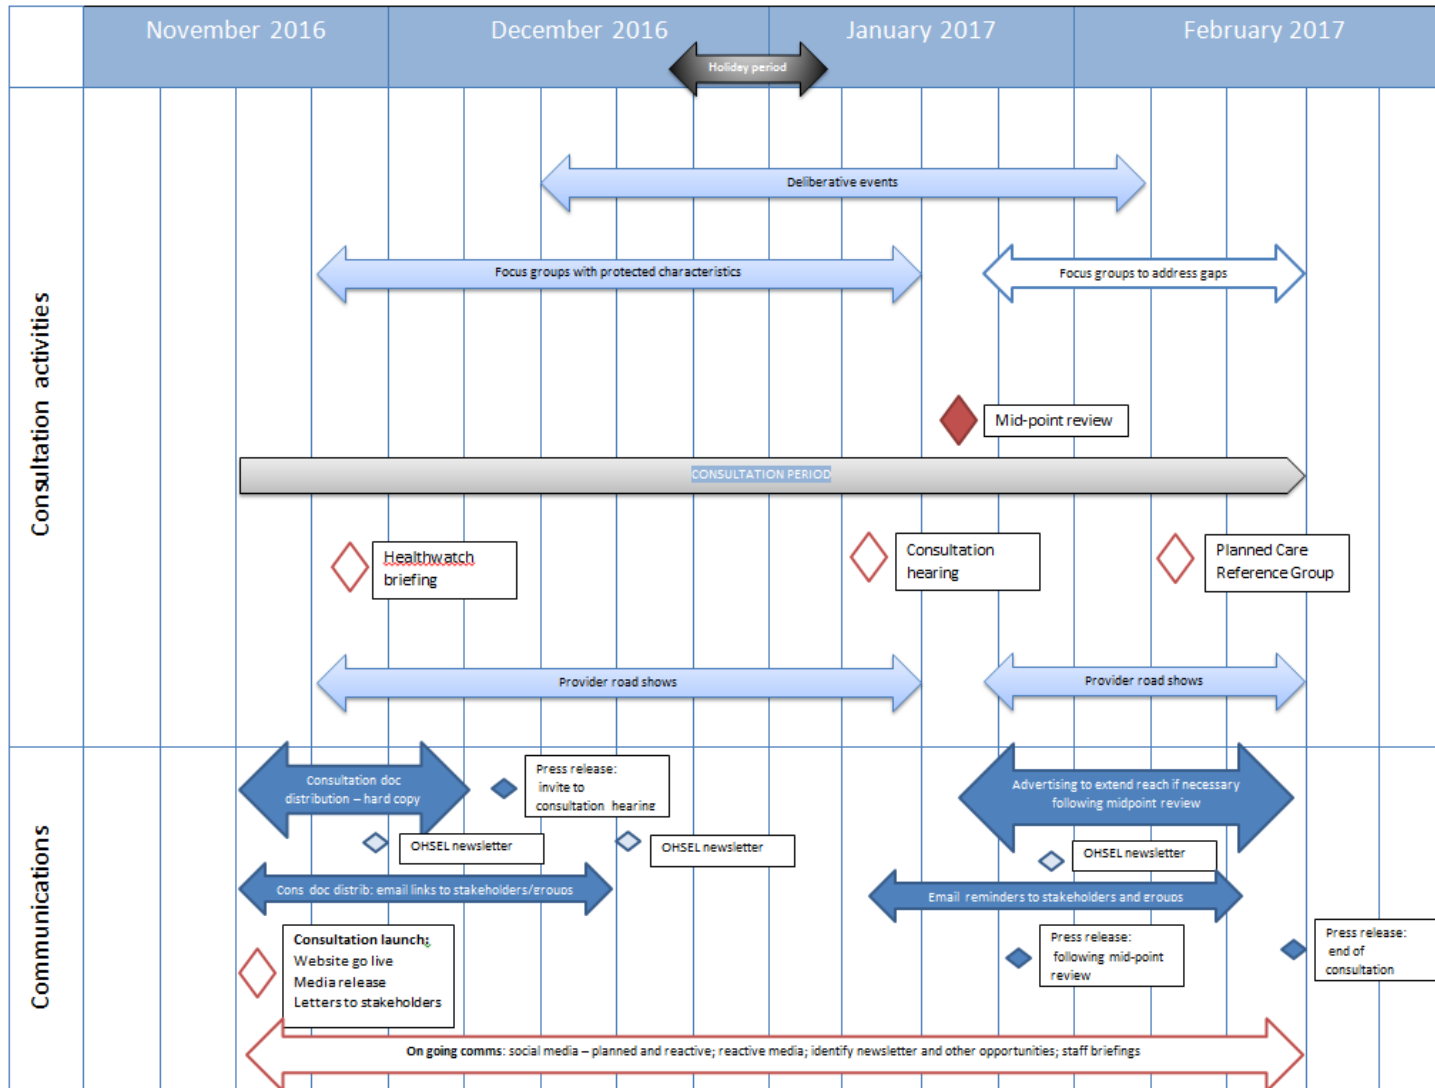 November 2016
December 2016
January 2017
February 2017
Holiday period
Consultation activities
Deliberative events
Focus groups with protected characteristics
Focus groups to address gaps
Mid-point review
CONSULTATION PERIOD
Healthwatch
briefing
Consultation
hearing
Planned Care
Reference Group
Provider road shows
Provider road shows
Communications
Consultation doc
distribution – hard copy
Press release:
invite to
consultation hearing
Advertising to extend reach if necessary
following midpoint review
OHSEL newsletter
OHSEL newsletter
OHSEL newsletter
Cons doc distrib: email links to stakeholders/groups
Email reminders to stakeholders and groups
Consultation launch;
Website go live
Media release
Letters to stakeholders
Press release:
following mid-point
review
Press release:
end of
consultation
On going comms: social media – planned and reactive; reactive media; identify newsletter and other opportunities; staff briefings